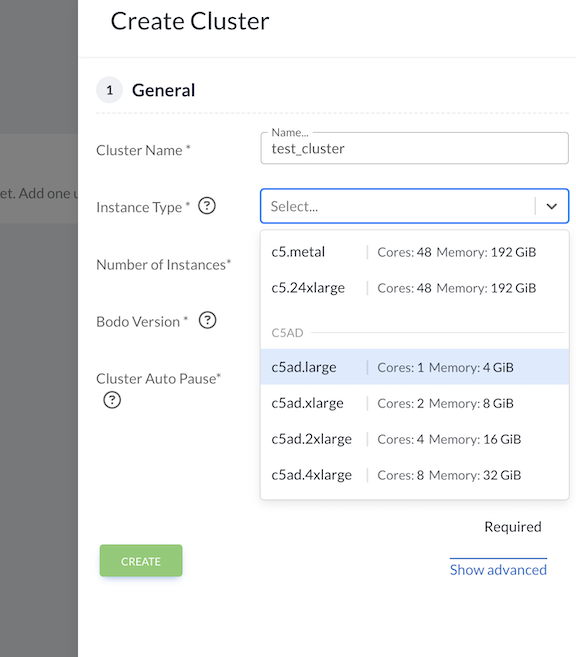 Create Cluster
1 General
Name...
Cluster Name * test_cluster
et. Add one u
Instance Type * ? Select...
c5.metal Cores: 48 Memory: 192 GiB
Number of Instances*
c5.24xlarge Cores: 48 Memory: 192 GiB
Bodo Version * ?
C5AD
c5ad.large Cores: 1 Memory: 4 GiB
Cluster Auto Pause*
?
c5ad.xlarge Cores: 2 Memory: 8 GiB
c5ad.2xlarge Cores: 4 Memory: 16 GiB
c5ad.4xlarge Cores: 8 Memory: 32 GiB
Required
CREATE
Show advanced